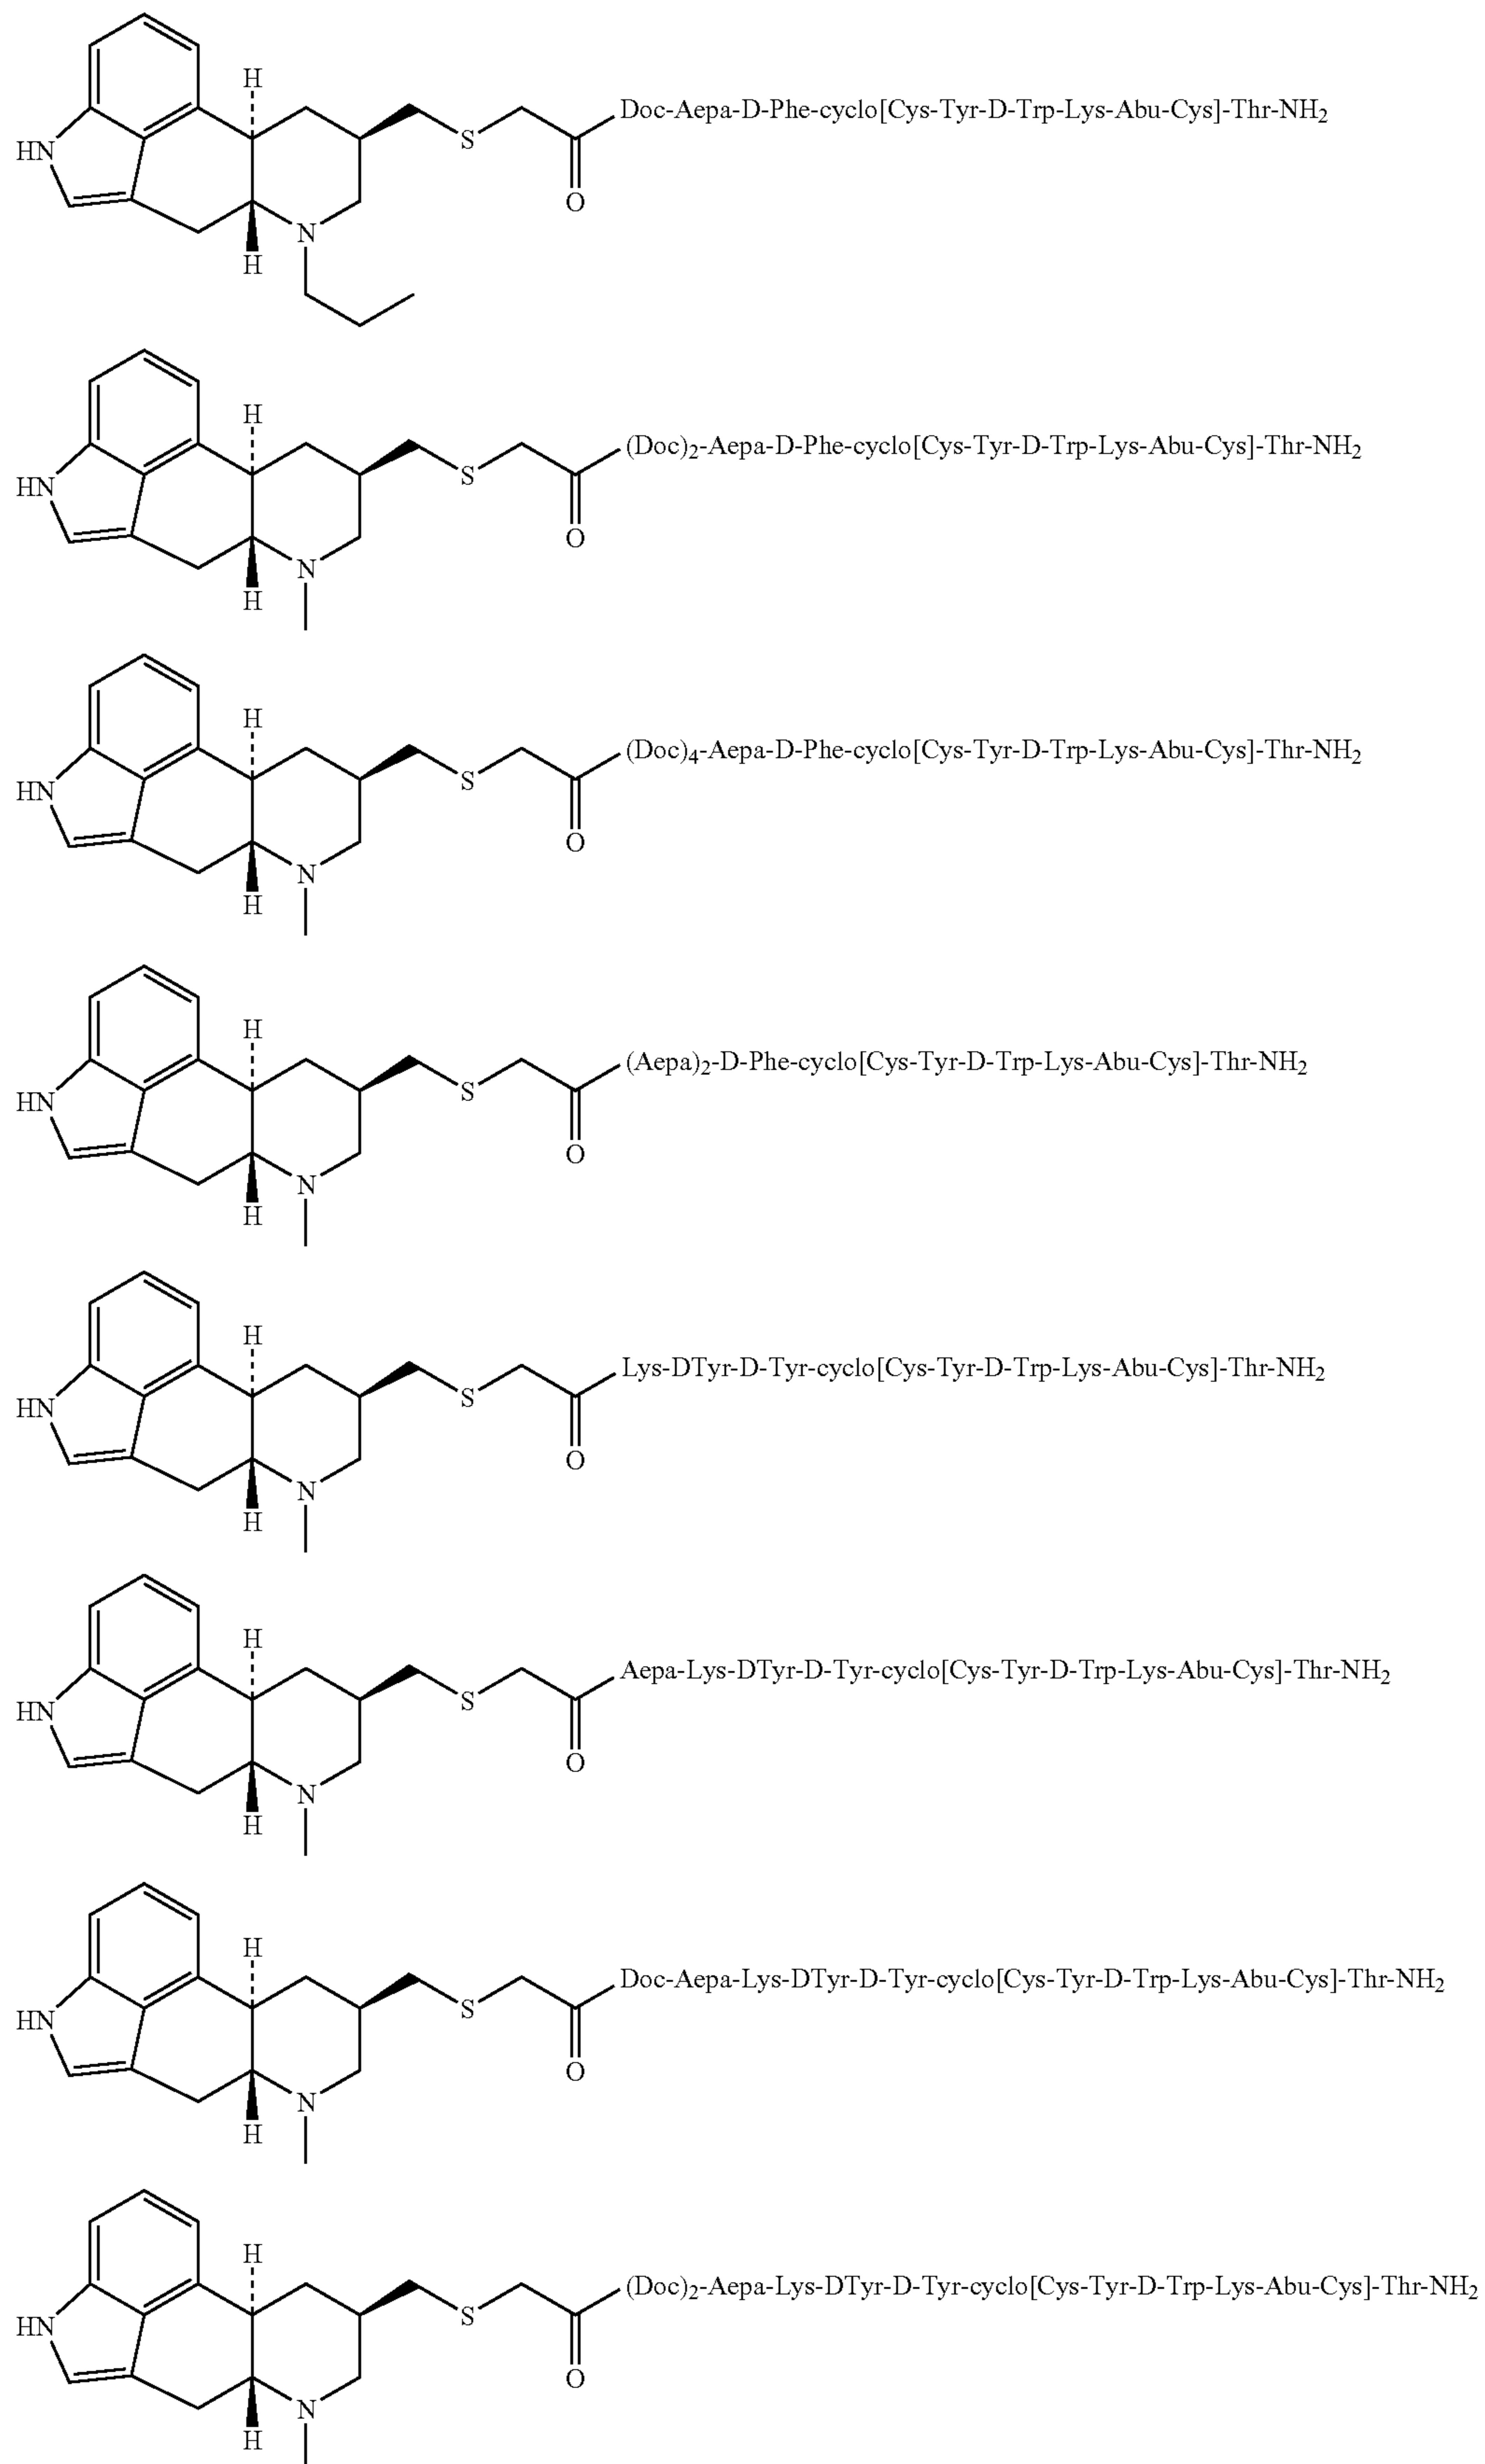 H
Doc-Aepa-D-Phe-cyclo[Cys-Tyr-D-Trp-Lys-Abu-Cys]-Thr-NH2
HN
S
O
N
H
H
(Doc)2-Aepa-D-Phe-cyclo[Cys-Tyr-D-Trp-Lys-Abu-Cys]-Thr-NH2
HN
S
O
N
H
H
(Doc)4-Aepa-D-Phe-cyclo[Cys-Tyr-D-Trp-Lys-Abu-Cys]-Thr-NH2
HN
S
O
N
H
H
(Aepa)2-D-Phe-cyclo[Cys-Tyr-D-Trp-Lys-Abu-Cys]-Thr-NH2
HN
S
O
N
H
H
Lys-DTyr-D-Tyr-cyclo[Cys-Tyr-D-Trp-Lys-Abu-Cys]-Thr-NH2
HN
S
O
N
H
H
Aepa-Lys-DTyr-D-Tyr-cyclo[Cys-Tyr-D-Trp-Lys-Abu-Cys]-Thr-NH2
HN
S
O
N
H
H
Doc-Aepa-Lys-DTyr-D-Tyr-cyclo[Cys-Tyr-D-Trp-Lys-Abu-Cys]-Thr-NH2
HN
S
O
N
H
H
(Doc)2-Aepa-Lys-DTyr-D-Tyr-cyclo[Cys-Tyr-D-Trp-Lys-Abu-Cys]-Thr-NH2
HN
S
O
N
H